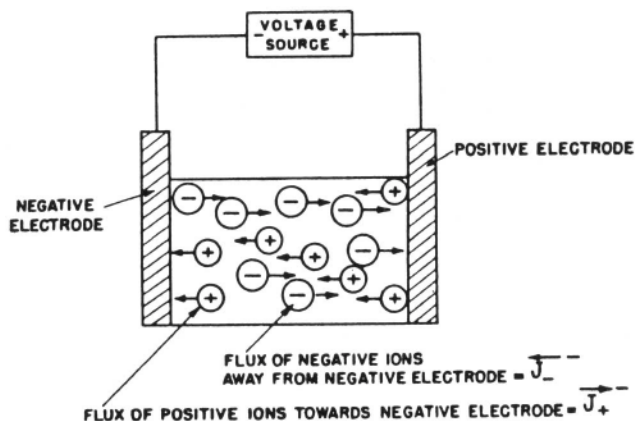 - VOLTAGE +
SOURCE
POSITIVE ELECTRODE
NEGATIVE
ELECTRODE
− − − − +
+ + + −
− − + +
+
FLUX OF NEGATIVE IONS
AWAY FROM NEGATIVE ELECTRODE = J₋ −
FLUX OF POSITIVE IONS TOWARDS NEGATIVE ELECTRODE = J₊ −